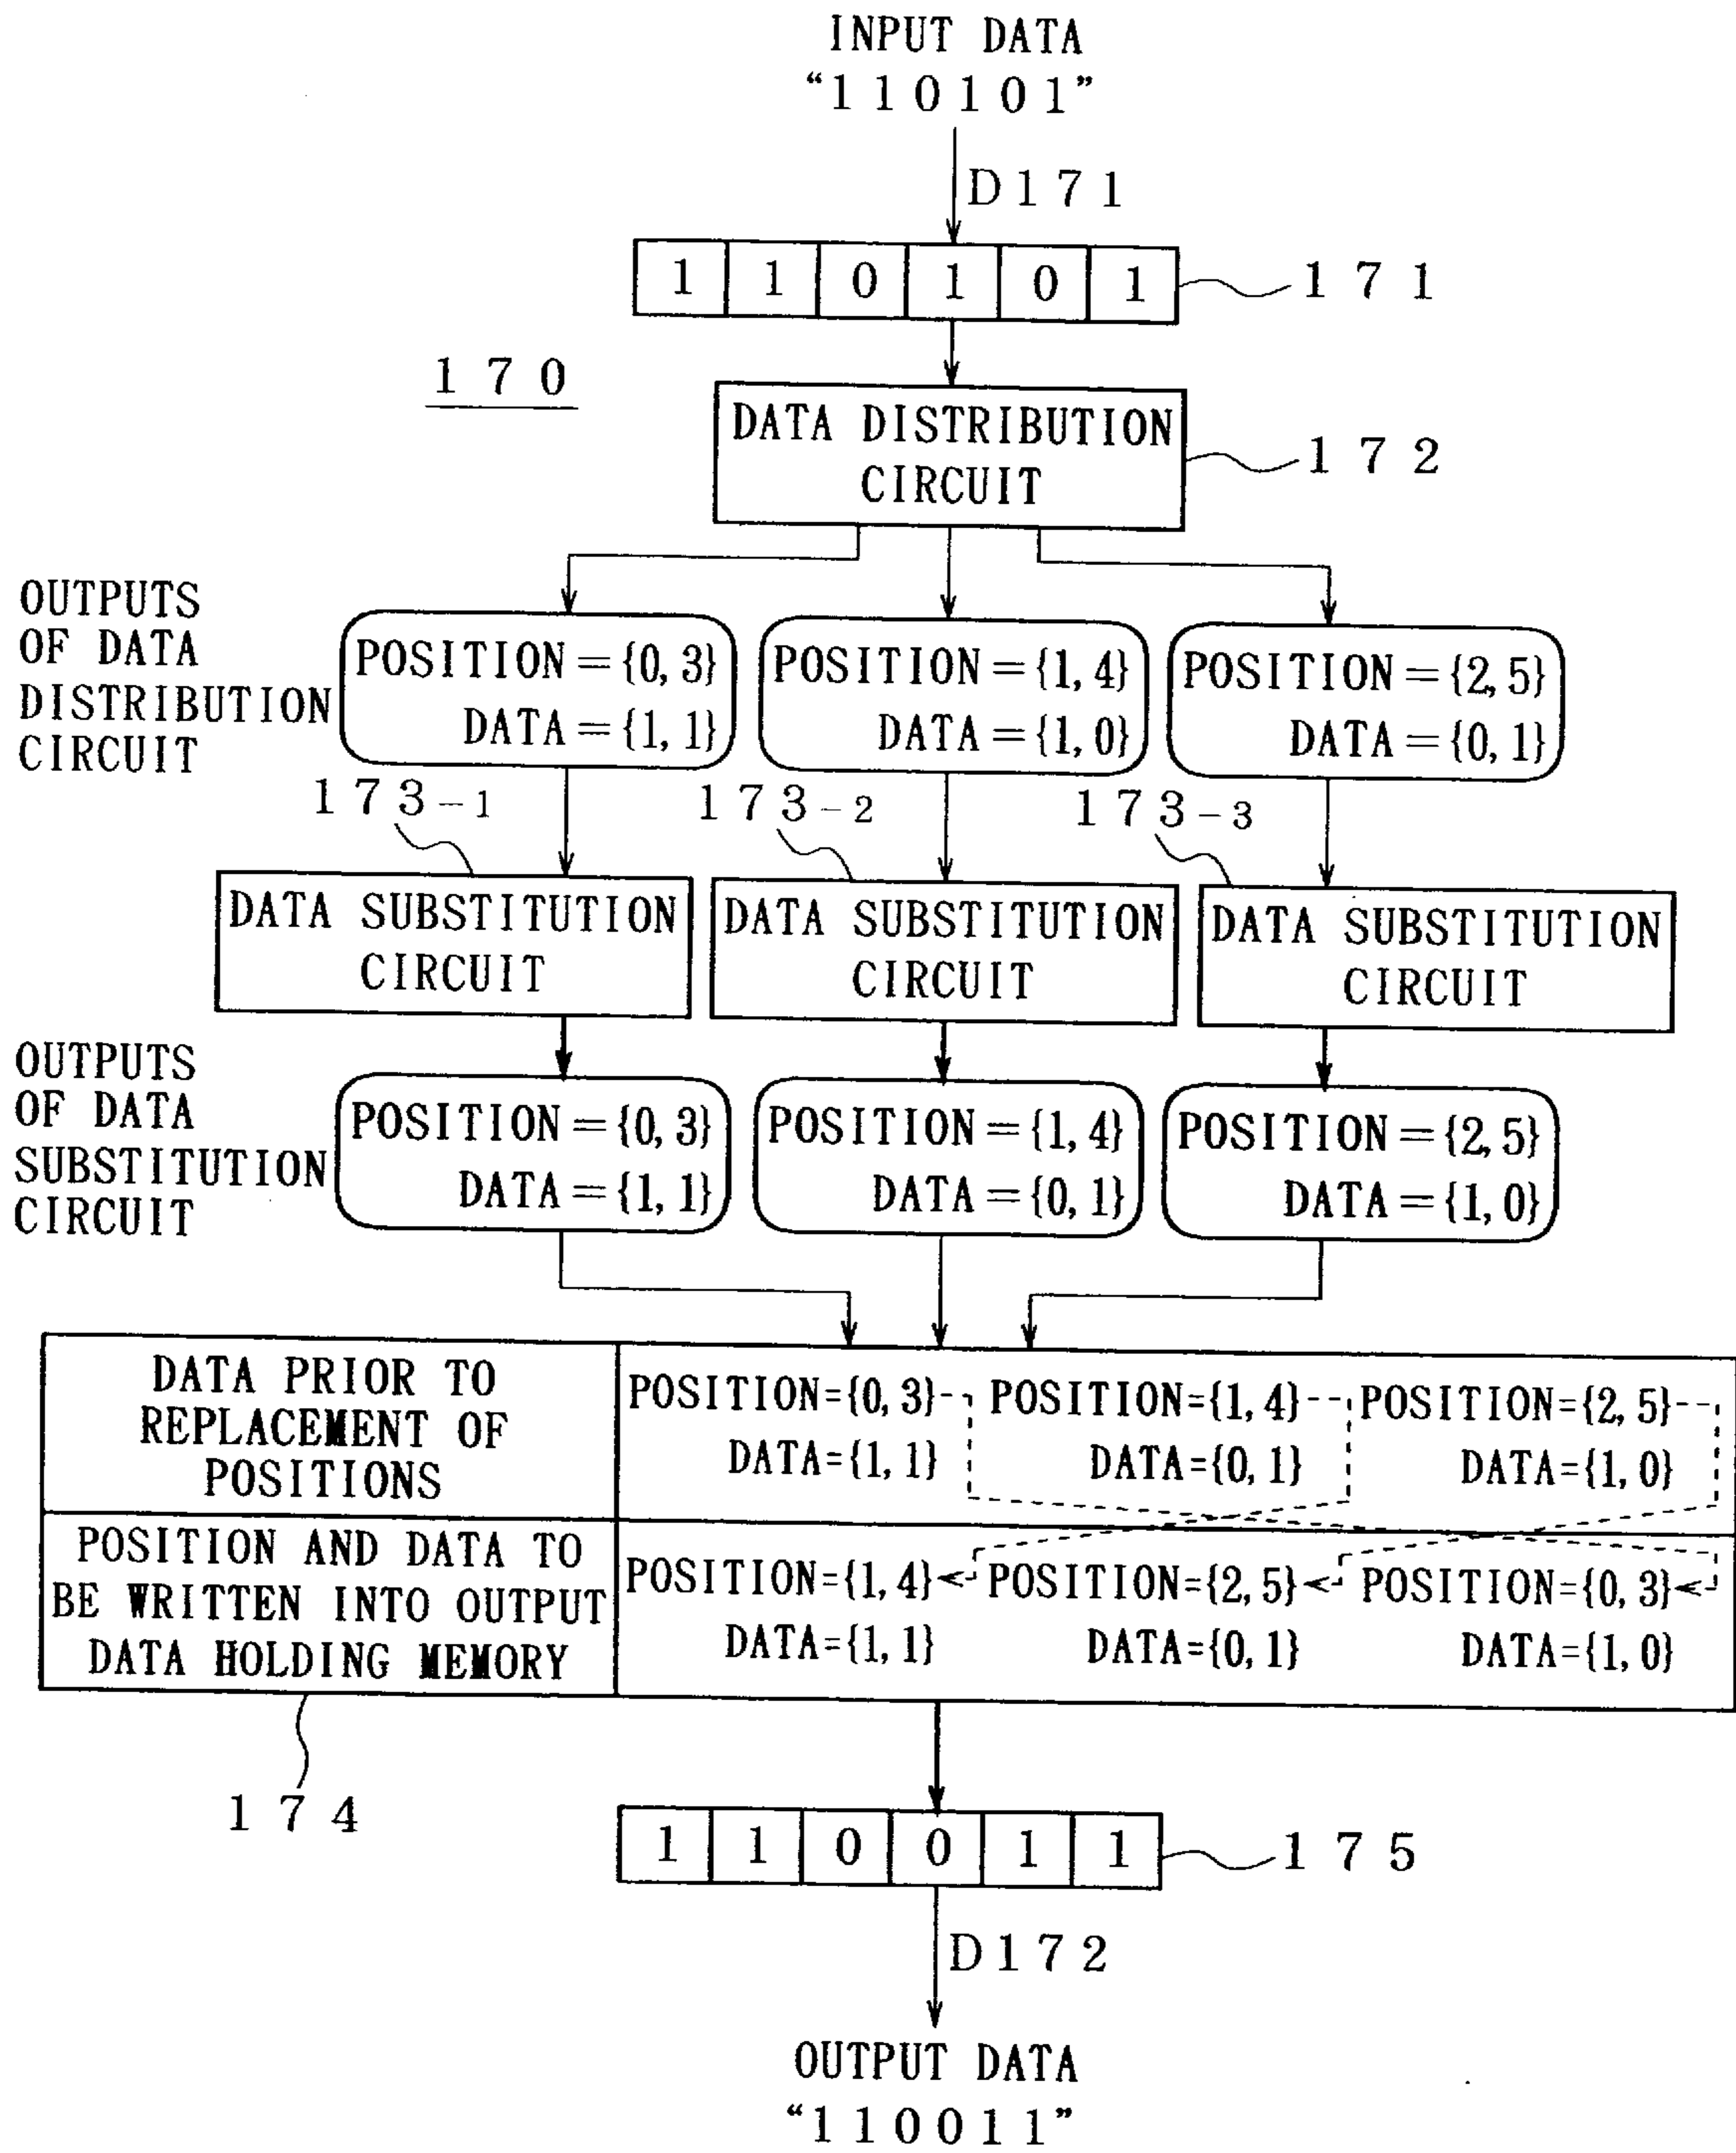 INPUT DATA
“110101”
D171
1 1 0 1 0 1
171
170
DATA DISTRIBUTION
CIRCUIT
172
OUTPUTS
OF DATA
DISTRIBUTION
CIRCUIT
POSITION={0, 3}
DATA={1, 1}
POSITION={1, 4}
DATA={1, 0}
POSITION={2, 5}
DATA={0, 1}
173-1
173-2
173-3
DATA SUBSTITUTION
CIRCUIT
DATA SUBSTITUTION
CIRCUIT
DATA SUBSTITUTION
CIRCUIT
OUTPUTS
OF DATA
SUBSTITUTION
CIRCUIT
POSITION={0, 3}
DATA={1, 1}
POSITION={1, 4}
DATA={0, 1}
POSITION={2, 5}
DATA={1, 0}
DATA PRIOR TO
REPLACEMENT OF
POSITIONS
POSITION={0, 3}
DATA={1, 1}
POSITION={1, 4}
DATA={0, 1}
POSITION={2, 5}
DATA={1, 0}
POSITION AND DATA TO
BE WRITTEN INTO OUTPUT
DATA HOLDING MEMORY
POSITION={1, 4}
DATA={1, 1}
POSITION={2, 5}
DATA={0, 1}
POSITION={0, 3}
DATA={1, 0}
174
1 1 0 0 1 1
175
D172
OUTPUT DATA
“110011”